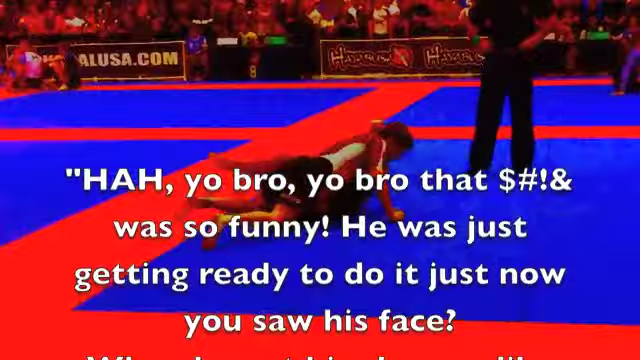 ALUSA.COM
8
"HAH, yo bro, yo bro that $#!&
was so funny! He was just
getting ready to do it just now
you saw his face?